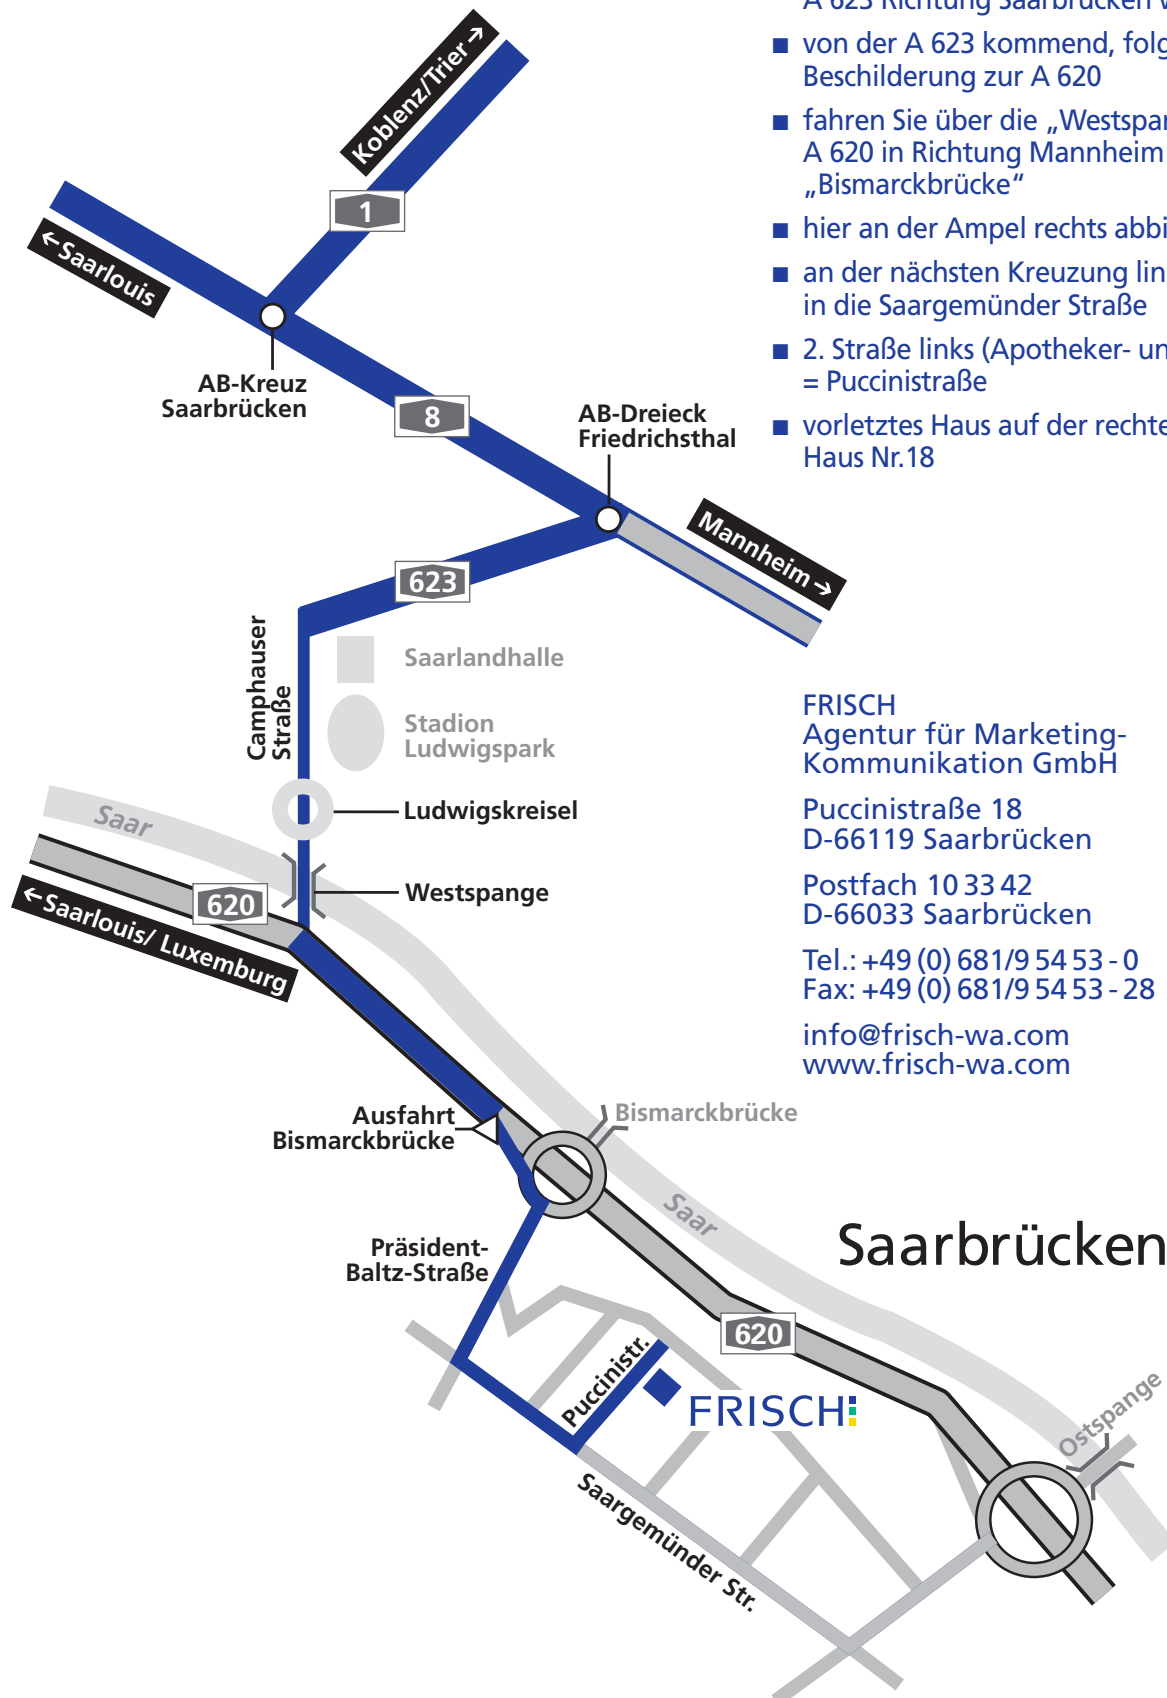 A 623 Richtung Saarbrücken
■ von der A 623 kommend,
Beschilderung zur A 620
■ fahren Sie über die
A 620 in Richtung Mannheim
„Bismarckbrücke“
■ hier an der Ampel rechts
■ an der nächsten Kreuzung
in die Saargemünder Straße
■ 2. Straße links (Apotheker-
= Puccinistraße
■ vorletztes Haus auf der
Haus Nr.18
Koblenz/Trier→
1
←Saarlouis
AB-Kreuz
Saarbrücken
8
AB-Dreieck
Friedrichsthal
Mannheim→
623
Camphauser
Straße
Saarlandhalle
Stadion
Ludwigspark
Ludwigskreisel
Saar
Westspange
620
←Saarlouis/ Luxemburg
FRISCH
Agentur für Marketing-
Kommunikation GmbH
Puccinistraße 18
D-66119 Saarbrücken
Postfach 10 33 42
D-66033 Saarbrücken
Tel.: +49 (0) 681/9 54 53 - 0
Fax: +49 (0) 681/9 54 53 - 28
info@frisch-wa.com
www.frisch-wa.com
Ausfahrt
Bismarckbrücke
Bismarckbrücke
Saar
Saarbrücken
Präsident-
Baltz-Straße
620
Puccinistr.
FRISCH
Ostspange
Saargemünder Str.